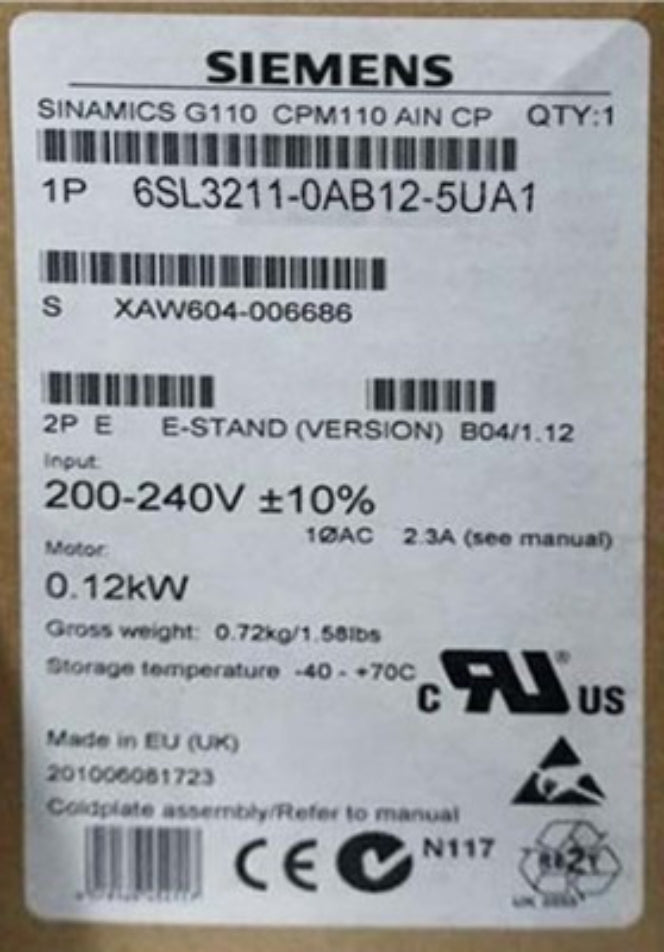 SIEMENS
SINAMICS G110 CPM110 AIN CP QTY:1
1P 6SL3211-0AB12-5UA1
S XAW604-006686
2P E E-STAND (VERSION) B04/1.12
Input:
200-240V ±10%
1ØAC 2.3A (see manual)
Motor:
0.12kW
Gross weight: 0.72kg/1.58lbs
Storage temperature -40 - +70C
C RU ® US
Made in EU (UK)
201006081723
Coldplate assembly/Refer to manual
CE N117